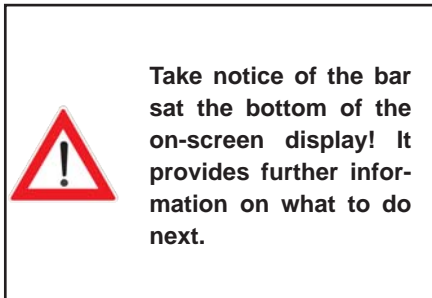 Take notice of the bar
sat the bottom of the
on-screen display! It
provides further infor-
mation on what to do
next.